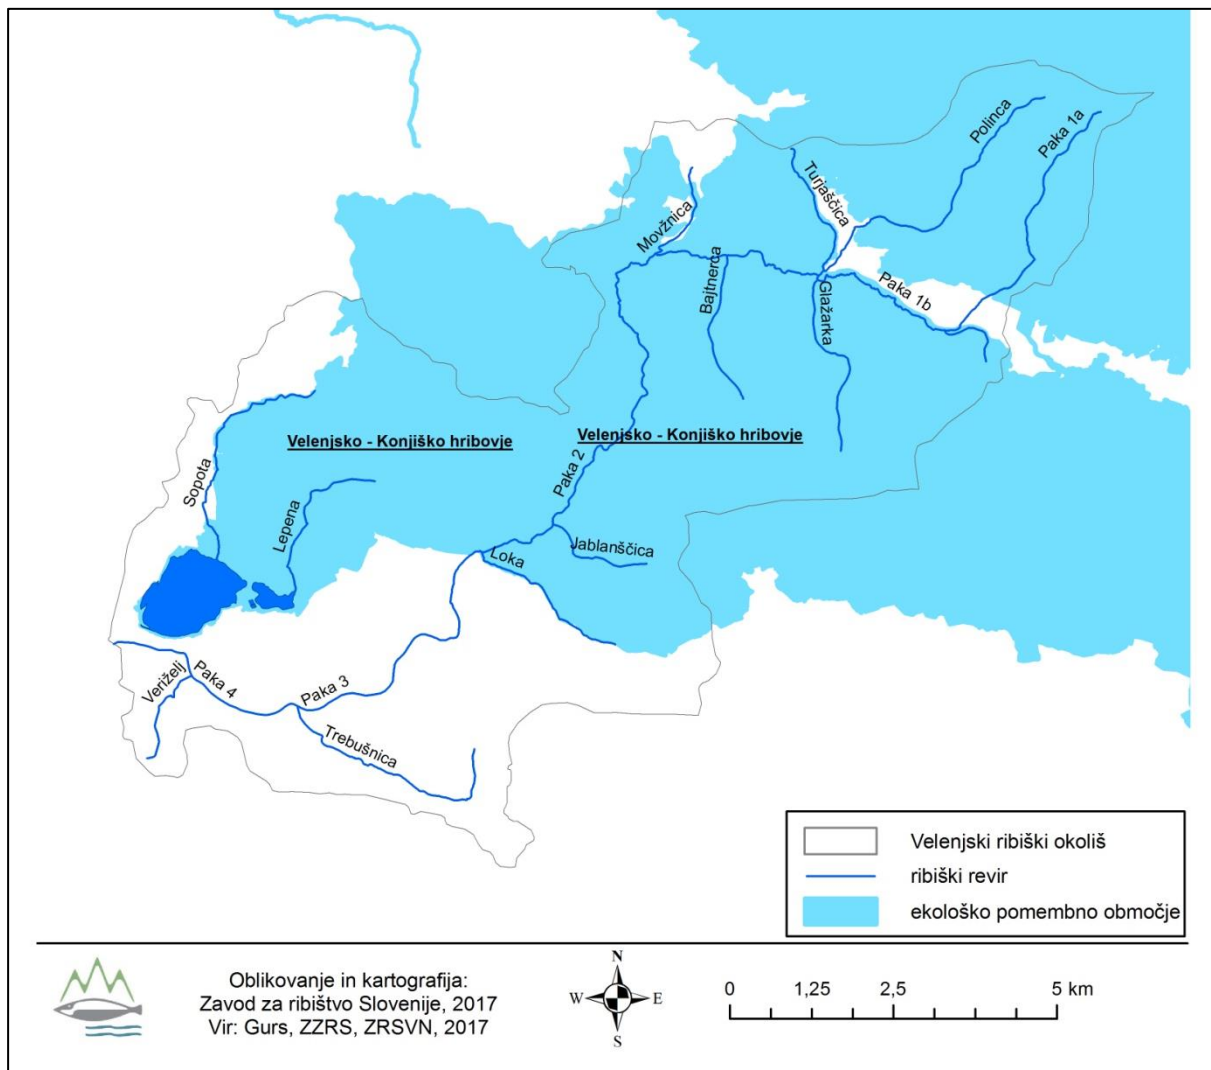 Polinca
Paka 1a
Turjaščica
Movžnica
Bajtnerca
Glažarka
Paka 1b
Velenjsko - Konjiško hribovje
Velenjsko - Konjiško hribovje
Sopota
Paka 2
Lepena
Jablanščica
Loka
Veriželj
Paka 4
Paka 3
Trebušnica
Velenjski ribiški okoliš
ribiški revir
ekološko pomembno območje
Oblikovanje in kartografija:
Zavod za ribištvo Slovenije, 2017
Vir: Gurs, ZZRS, ZRSVN, 2017
N
W E
S
0 1,25 2,5 5 km